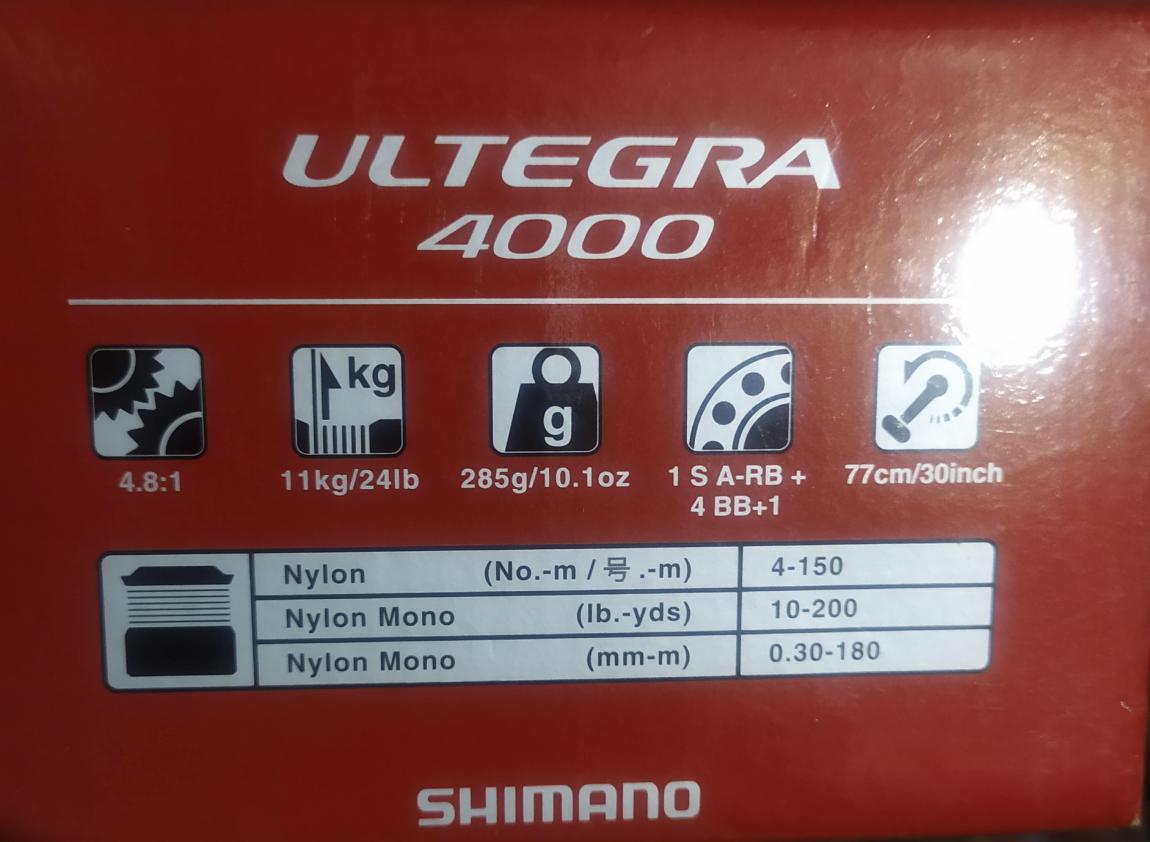 ULTEGRA
4000
kg
g
4.8:1
11kg/24lb
285g/10.1oz
1 S A-RB +
4 BB+1
77cm/30inch
Nylon (No.-m / 号 .-m) 4-150
Nylon Mono (lb.-yds) 10-200
Nylon Mono (mm-m) 0.30-180
SHIMANO